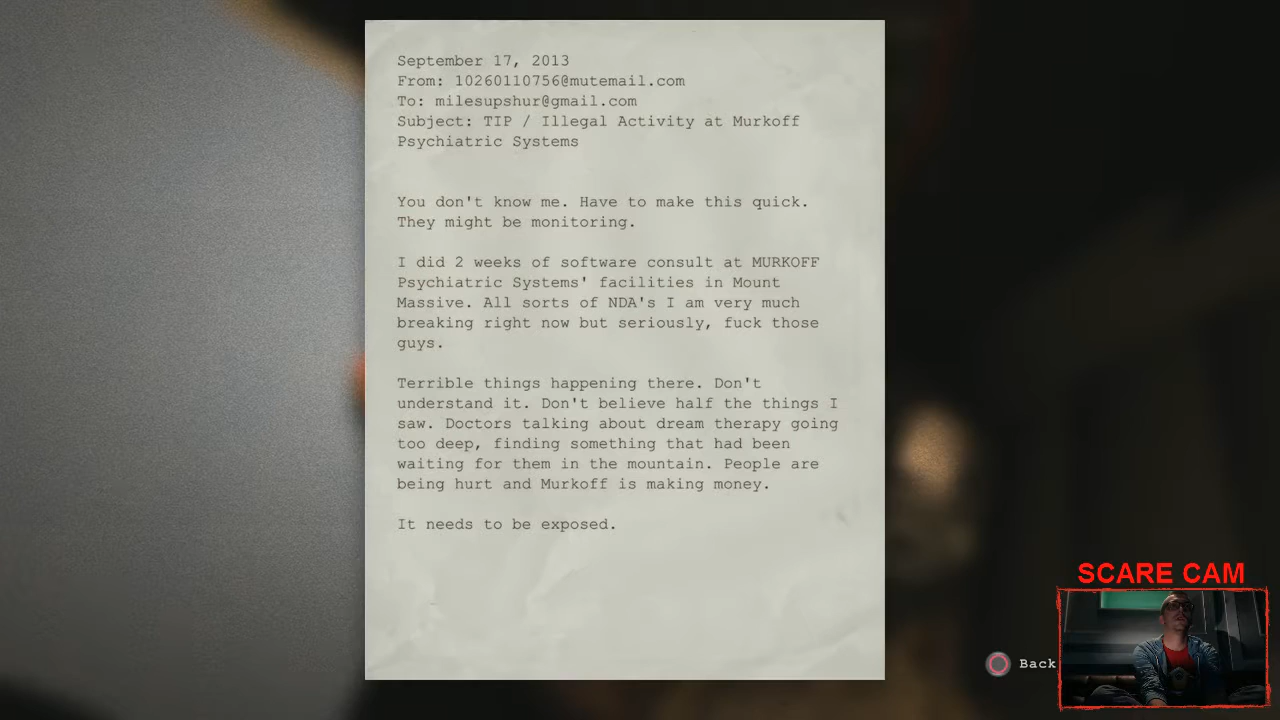 September 17, 2013
From: 10260110756@mutemail.com
To: milesupshur@gmail.com
Subject: TIP / Illegal Activity at Murkoff
Psychiatric Systems
You don't know me. Have to make this quick.
They might be monitoring.
I did 2 weeks of software consult at MURKOFF
Psychiatric Systems' facilities in Mount
Massive. All sorts of NDA's I am very much
breaking right now but seriously, fuck those
guys.
Terrible things happening there. Don't
understand it. Don't believe half the things I
saw. Doctors talking about dream therapy going
too deep, finding something that had been
waiting for them in the mountain. People are
being hurt and Murkoff is making money.
It needs to be exposed.
SCARE CAM
Back